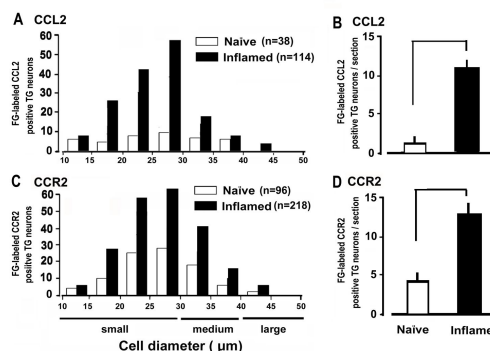 A
CCL2
FG-labeled CCL2
positive TG neurons
60
50
40
30
20
10
0
Naïve (n=38)
Inflamed (n=114)
10 15 20 25 30 35 40 45 50
B
CCL2
FG-labeled CCL2
positive TG neurons / section
15
10
5
0
C
CCR2
FG-labeled CCR2
positive TG neurons
60
50
40
30
20
10
0
Naïve (n=96)
Inflamed (n=218)
10 15 20 25 30 35 40 45 50
small medium large
Cell diameter ( µm)
D
CCR2
FG-labeled CCR2
positive TG neurons / section
15
10
5
0
Naïve Inflame